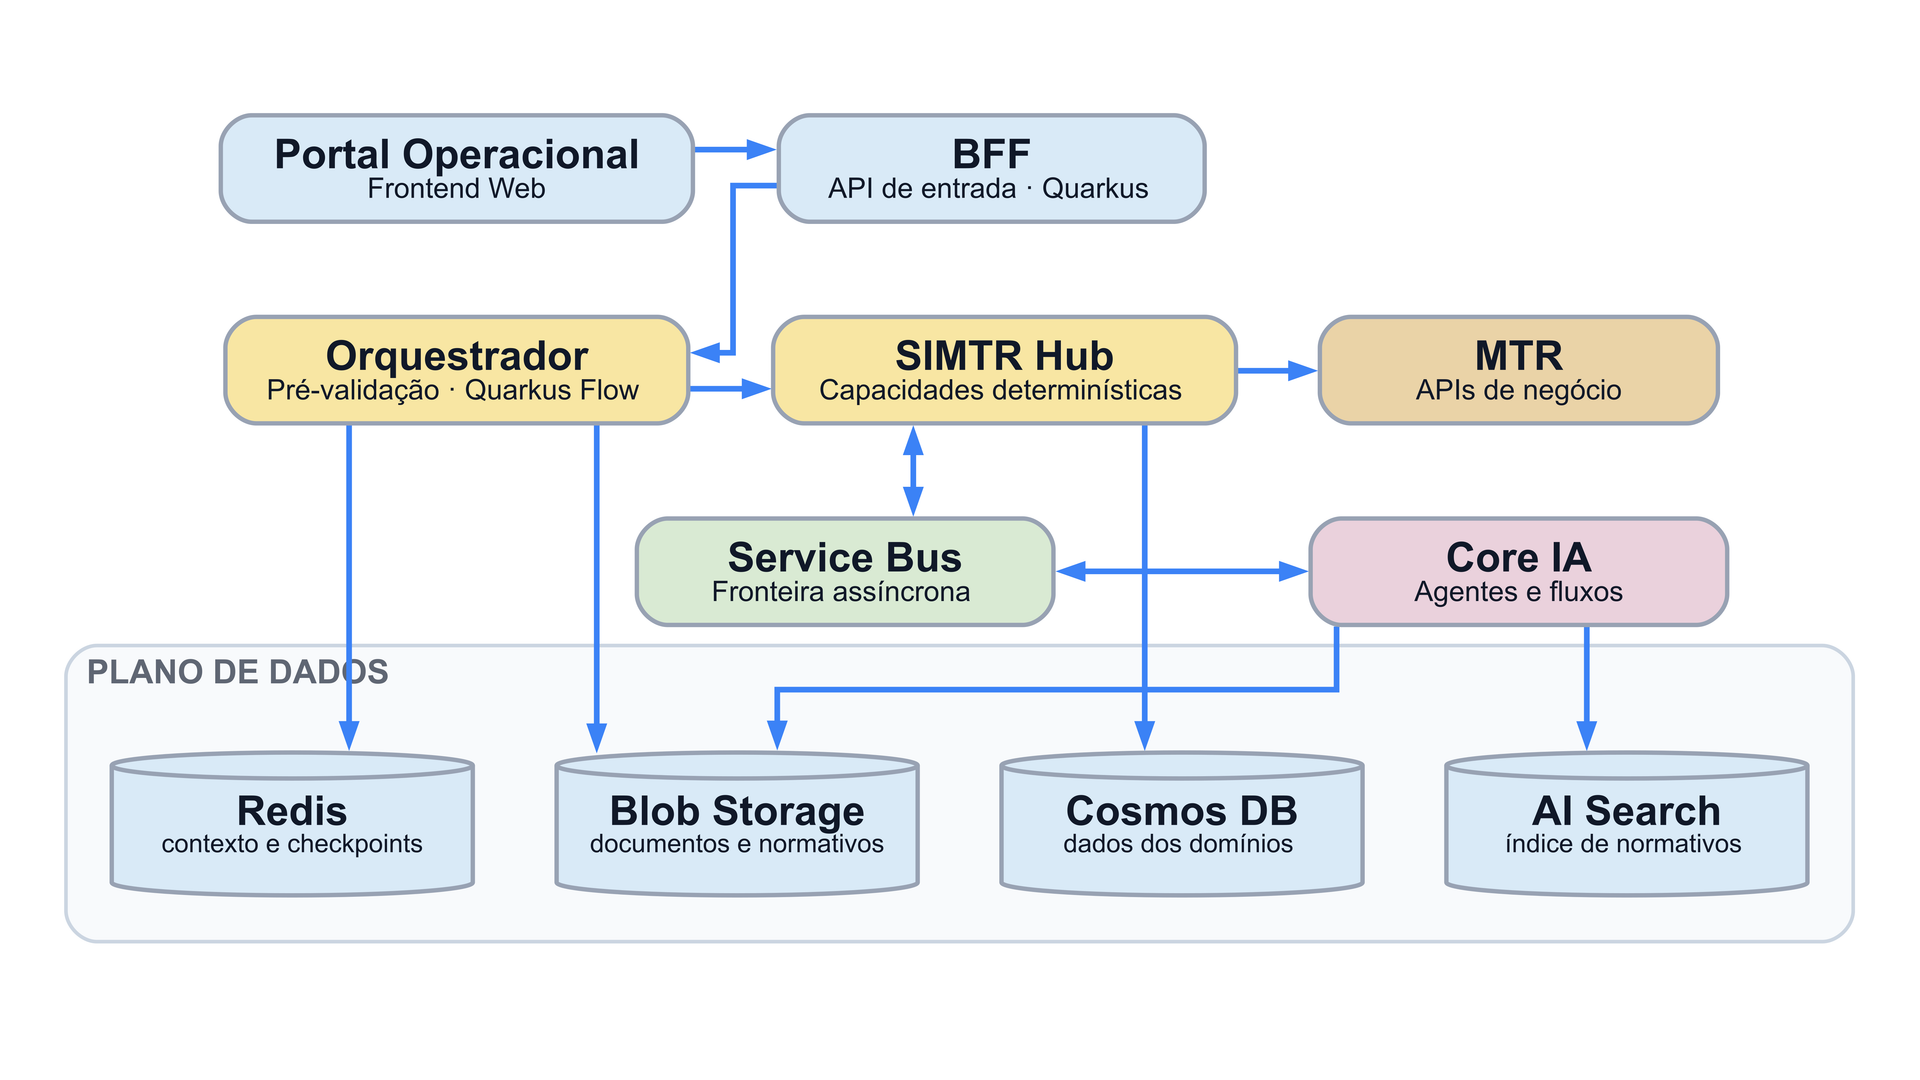 Portal Operacional
Frontend Web
BFF
API de entrada · Quarkus
Orquestrador
Pré-validação · Quarkus Flow
SIMTR Hub
Capacidades determinísticas
MTR
APIs de negócio
Service Bus
Fronteira assíncrona
Core IA
Agentes e fluxos
PLANO DE DADOS
Redis
contexto e checkpoints
Blob Storage
documentos e normativos
Cosmos DB
dados dos domínios
AI Search
índice de normativos